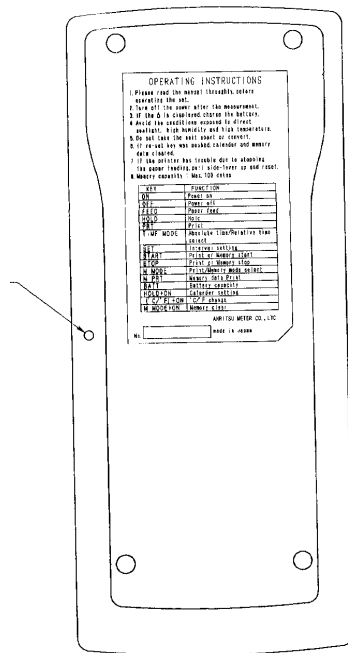 OPERATING INSTRUCTIONS
1. Please read the manual throughly, before
operating the set.
2. Turn off the power after the measurement.
3. If the Δ is displayed, charge the battery.
4. Avoid the conditions exposed to direct
sunlight, high humidity and high temperature.
5. Do not take the unit apart or convert.
6. If re-set key was pushed, calendar and memory
data cleared.
7. If the printer has trouble due to stopping
the paper feeding, pull side-lever up and reset.
8. Memory capacity : Max. 100 datas
KEY FUNCTION
ON Power on
OFF Power off
FEED Paper feed
HOLD Hold
PRT Print
TIME MODE Absolute time/Relative time
select
SET Interval setting
START Print or Memory start
STOP Print or Memory stop
M MODE Print/Memory mode select
M PRT Memory data Print
BATT Battery capacity
HOLD+ON Calender setting
(°C/°F)+ON °C/°F change
M MODE+ON Memory clear
ANRITSU METER CO., LTD
No. made in Japan